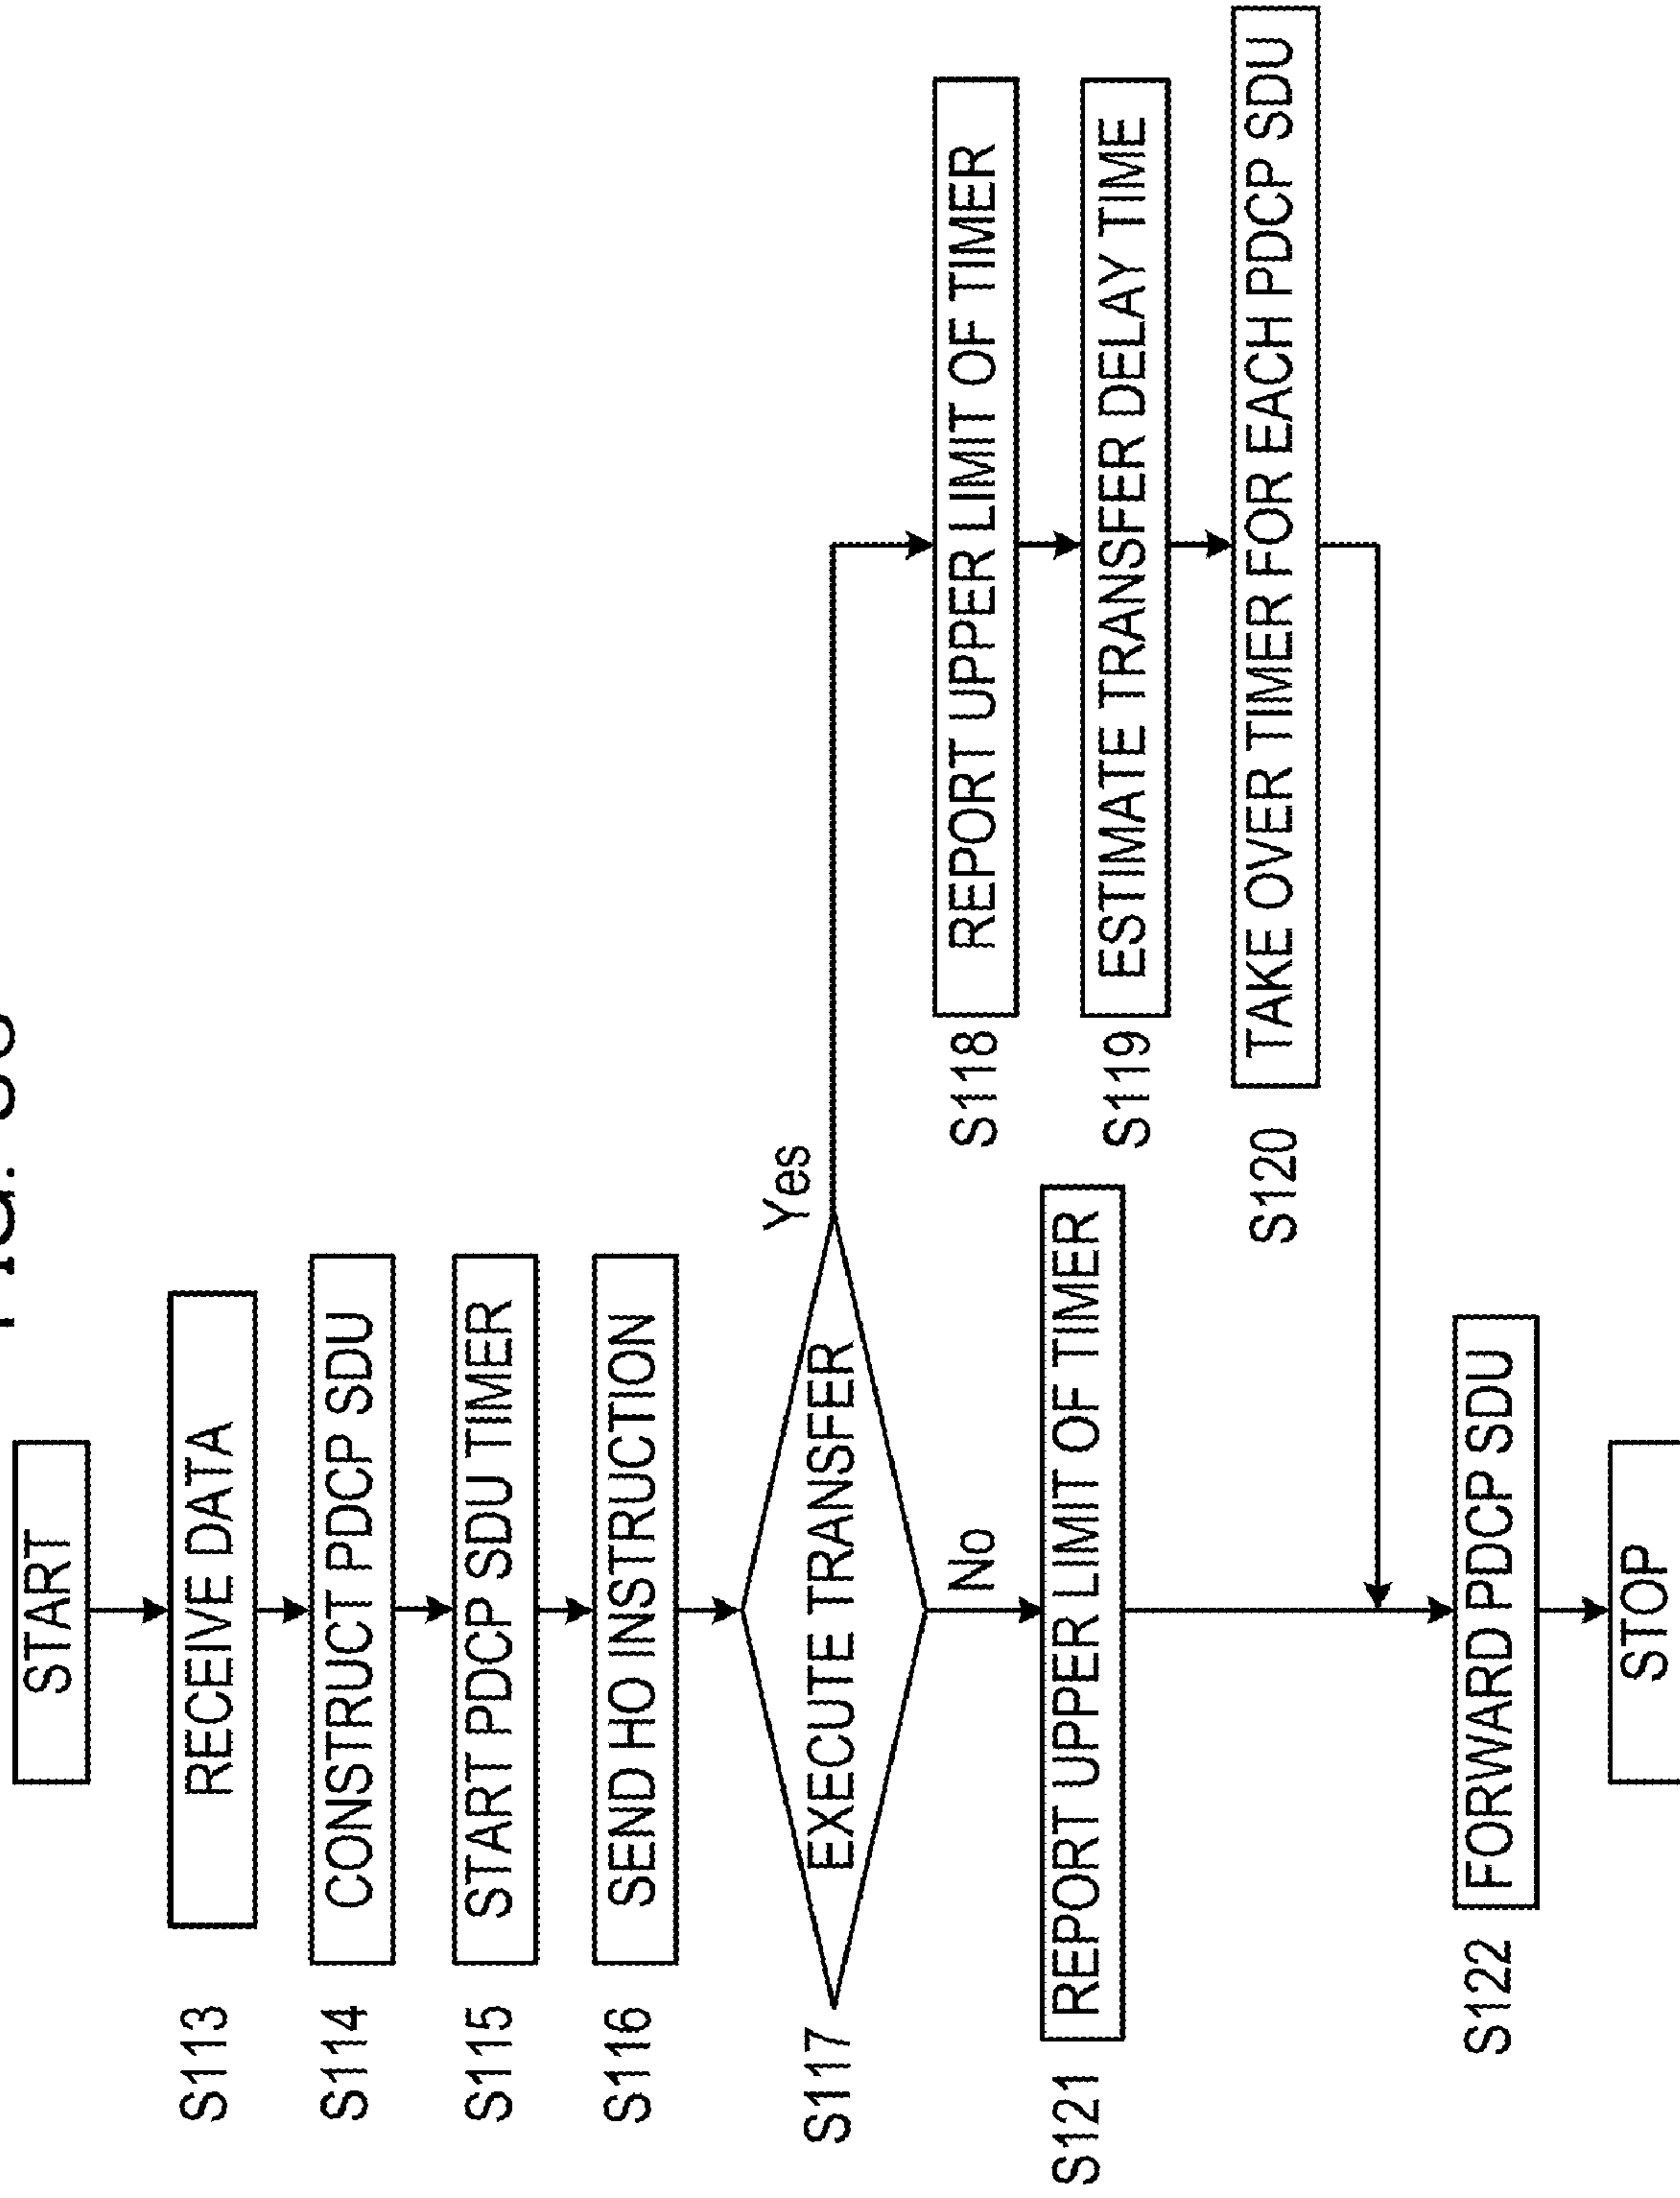 START
S113
RECEIVE DATA
S114
CONSTRUCT PDCP SDU
S115
START PDCP SDU TIMER
S116
SEND HO INSTRUCTION
S117
EXECUTE TRANSFER
Yes
No
S118
REPORT UPPER LIMIT OF TIMER
S119
ESTIMATE TRANSFER DELAY TIME
S120
TAKE OVER TIMER FOR EACH PDCP SDU
S121
REPORT UPPER LIMIT OF TIMER
S122
FORWARD PDCP SDU
STOP